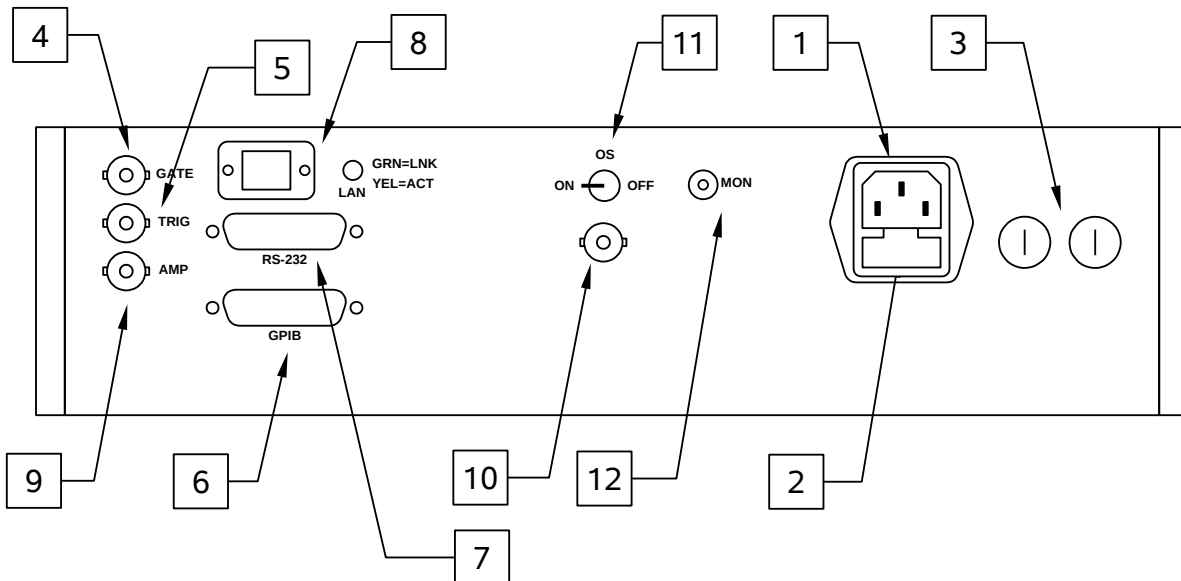 4
5
8
11
1
3
GATE
TRIG
AMP
GRN=LNK
YEL=ACT
LAN
RS-232
GPIB
OS
ON
OFF
MON
9
6
7
10
12
2